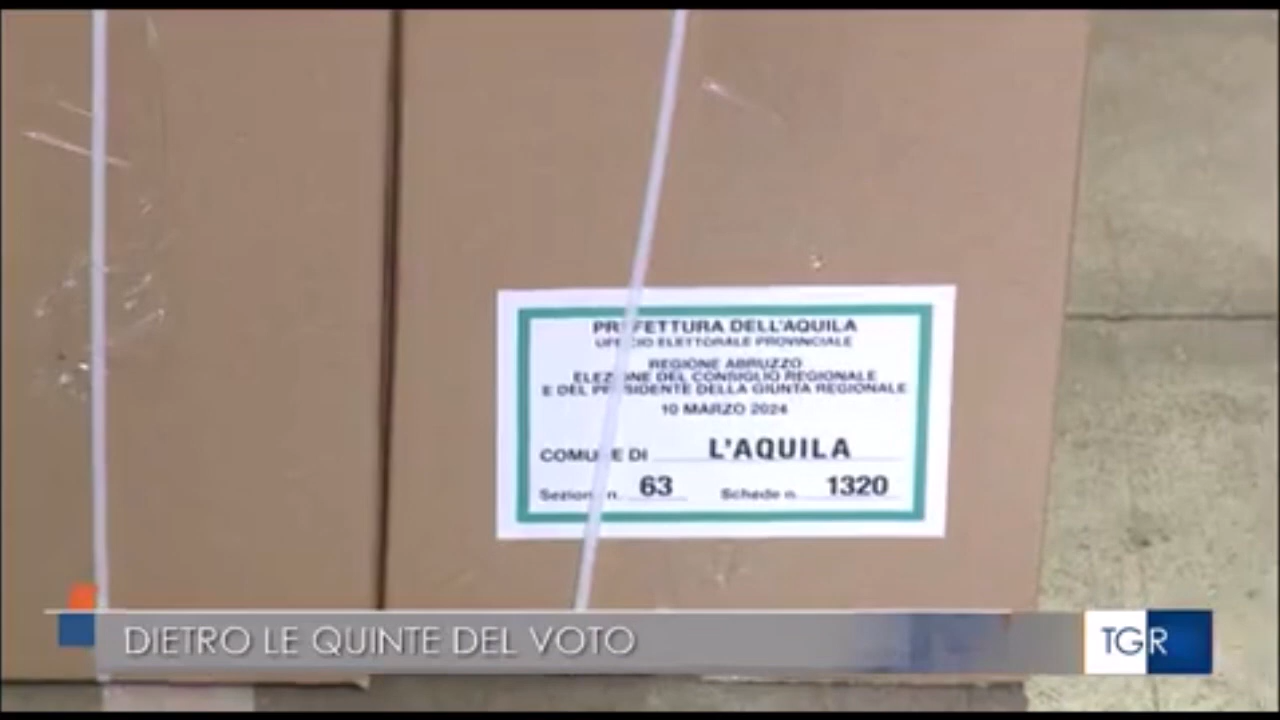 PREFETTURA DELL'AQUILA
UFFICIO ELETTORALE PROVINCIALE
REGIONE ABRUZZO
ELEZIONE DEL CONSIGLIO REGIONALE
E DEL PRESIDENTE DELLA GIUNTA REGIONALE
10 MARZO 2024
COMUNE DI L'AQUILA
Sezione n. 63 Schede n. 1320
DIETRO LE QUINTE DEL VOTO
TGR